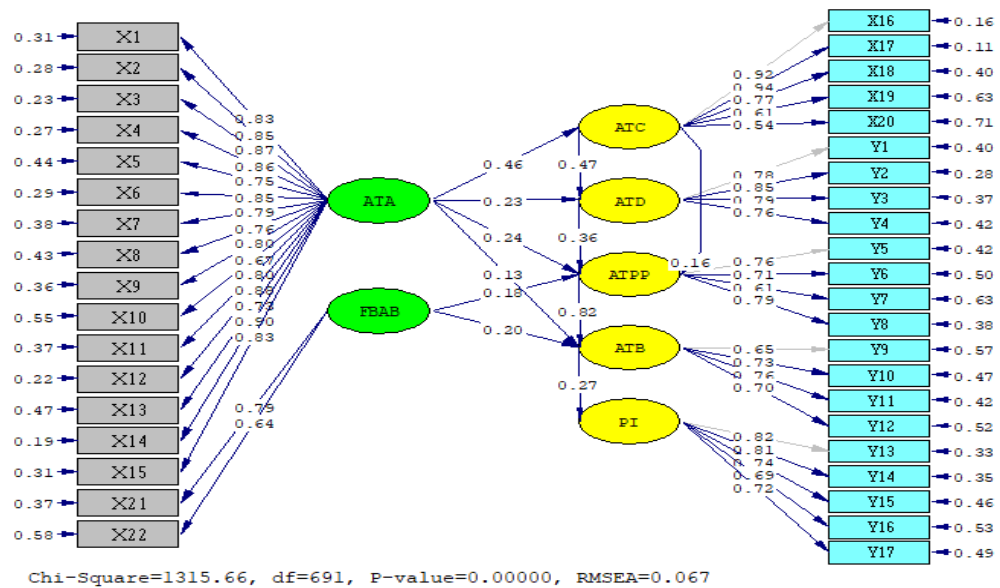 0.31 X1
0.28 X2
0.23 X3
0.27 X4
0.44 X5
0.29 X6
0.38 X7
0.43 X8
0.36 X9
0.55 X10
0.37 X11
0.22 X12
0.47 X13
0.19 X14
0.31 X15
0.37 X21
0.58 X22
0.83
0.85
0.87
0.86
0.75
0.85
0.79
0.76
0.80
0.67
0.80
0.88
0.73
0.90
0.83
0.79
0.64
ATA
FBAB
0.46
0.23
0.24
0.13
0.18
0.20
ATC
0.47
ATD
0.36
ATPP
0.16
0.82
ATB
0.27
PI
0.92
0.94
0.77
0.61
0.54
0.78
0.85
0.79
0.76
0.76
0.71
0.61
0.79
0.65
0.73
0.76
0.70
0.82
0.81
0.74
0.69
0.72
X16 0.16
X17 0.11
X18 0.40
X19 0.63
X20 0.71
Y1 0.40
Y2 0.28
Y3 0.37
Y4 0.42
Y5 0.42
Y6 0.50
Y7 0.63
Y8 0.38
Y9 0.57
Y10 0.47
Y11 0.42
Y12 0.52
Y13 0.33
Y14 0.35
Y15 0.46
Y16 0.53
Y17 0.49
Chi-Square=1315.66, df=691, P-value=0.00000, RMSEA=0.067